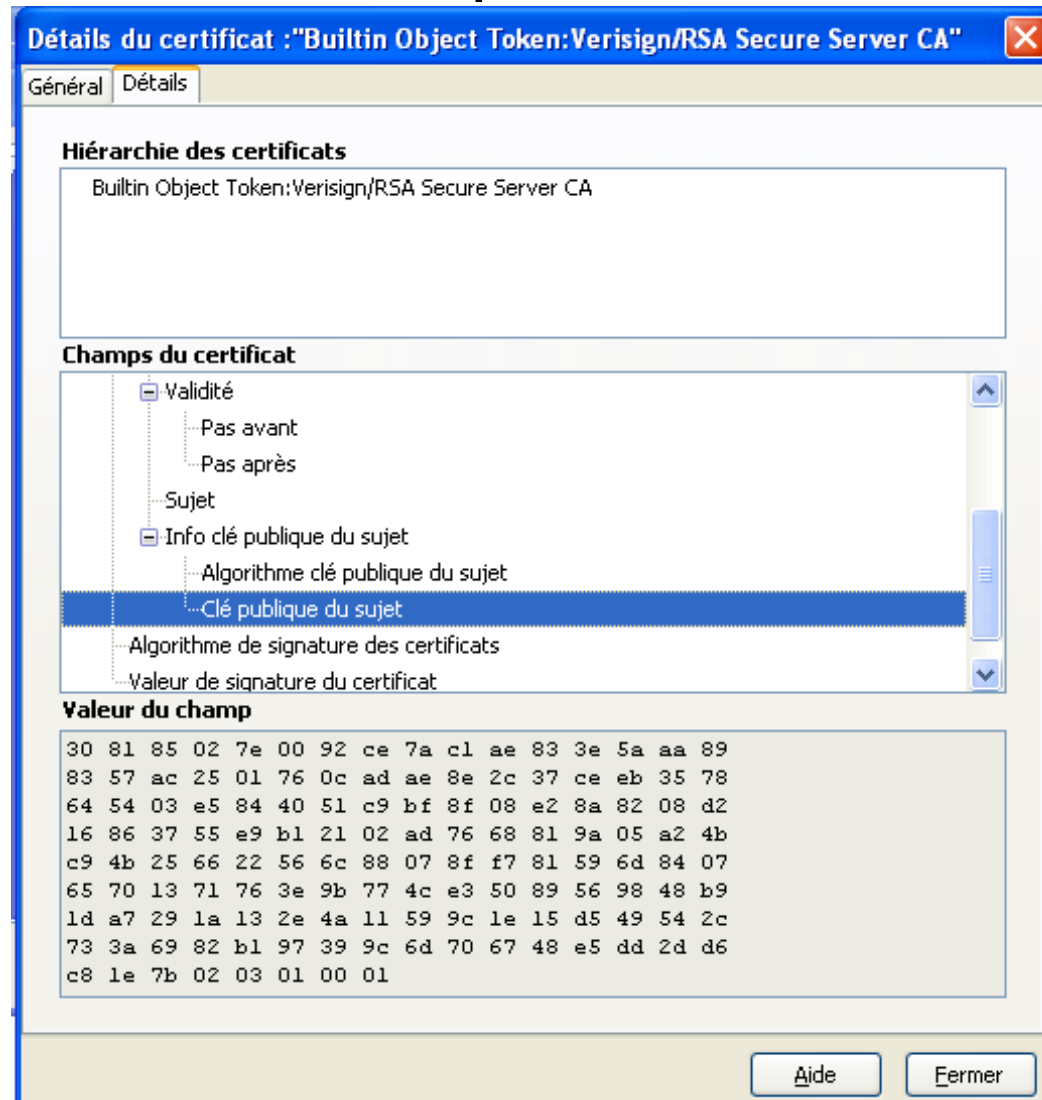 Détails du certificat :"Builtin Object Token:Verisign/RSA Secure Server CA"
Général Détails
Hiérarchie des certificats
Builtin Object Token:Verisign/RSA Secure Server CA
Champs du certificat
Validité
Pas avant
Pas après
Sujet
Info clé publique du sujet
Algorithme clé publique du sujet
Clé publique du sujet
Algorithme de signature des certificats
Valeur de signature du certificat
Valeur du champ
30 81 85 02 7e 00 92 ce 7a c1 ae 83 3e 5a aa 89
83 57 ac 25 01 76 0c ad ae 8e 2c 37 ce eb 35 78
64 54 03 e5 84 40 51 c9 bf 8f 08 e2 8a 82 08 d2
16 86 37 55 e9 b1 21 02 ad 76 68 81 9a 05 a2 4b
c9 4b 25 66 22 56 6c 88 07 8f f7 81 59 6d 84 07
65 70 13 71 76 3e 9b 77 4c e3 50 89 56 98 48 b9
1d a7 29 1a 13 2e 4a 11 59 9c 1e 15 d5 49 54 2c
73 3a 69 82 b1 97 39 9c 6d 70 67 48 e5 dd 2d d6
c8 1e 7b 02 03 01 00 01
Aide Fermer